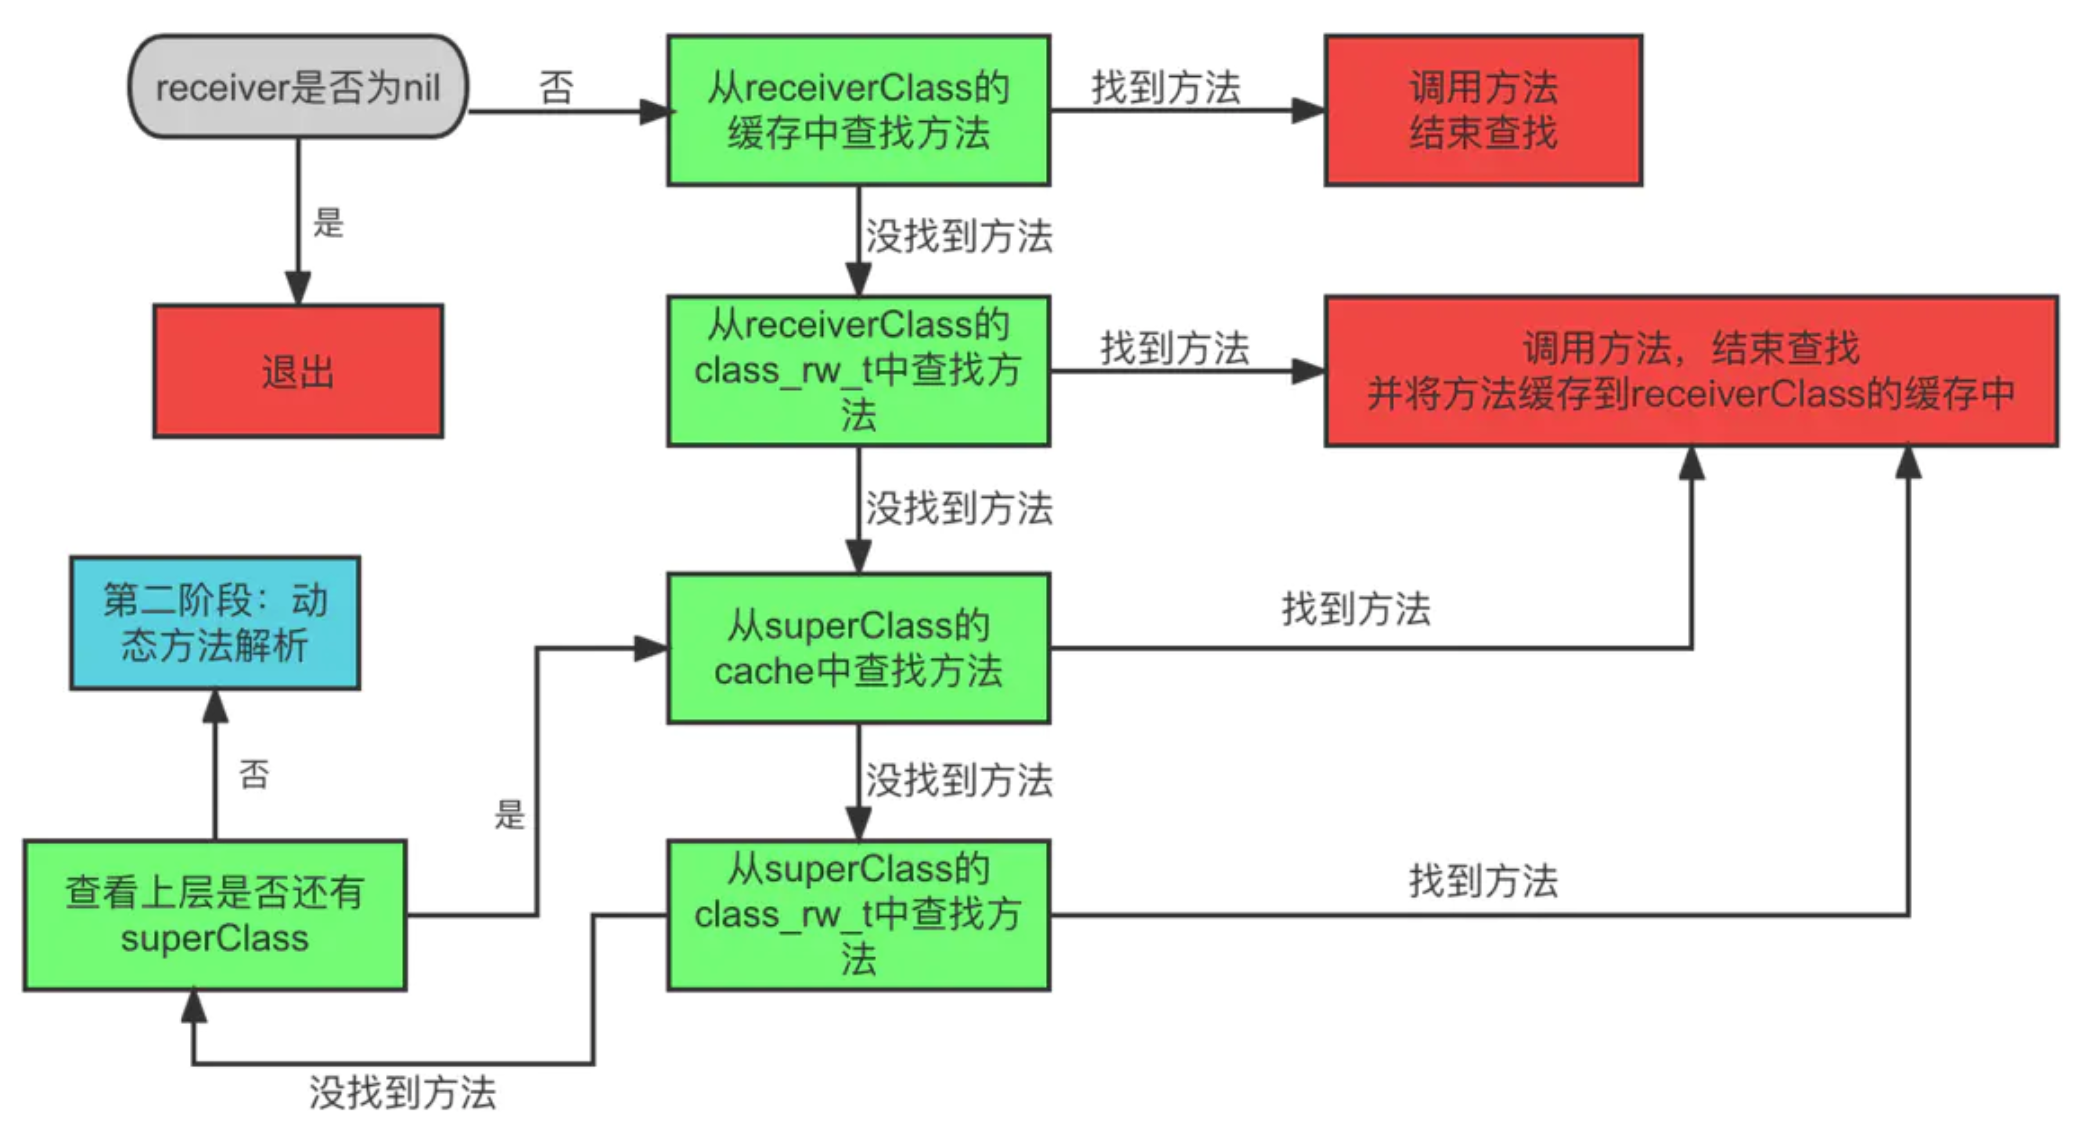 receiver是否为nil
否
从receiverClass的
缓存中查找方法
找到方法
调用方法
结束查找
是
没找到方法
退出
从receiverClass的
class_rw_t中查找方
法
找到方法
调用方法，结束查找
并将方法缓存到receiverClass的缓存中
没找到方法
第二阶段：动
态方法解析
从superClass的
cache中查找方法
找到方法
否
是
没找到方法
查看上层是否还有
superClass
从superClass的
class_rw_t中查找方
法
找到方法
没找到方法